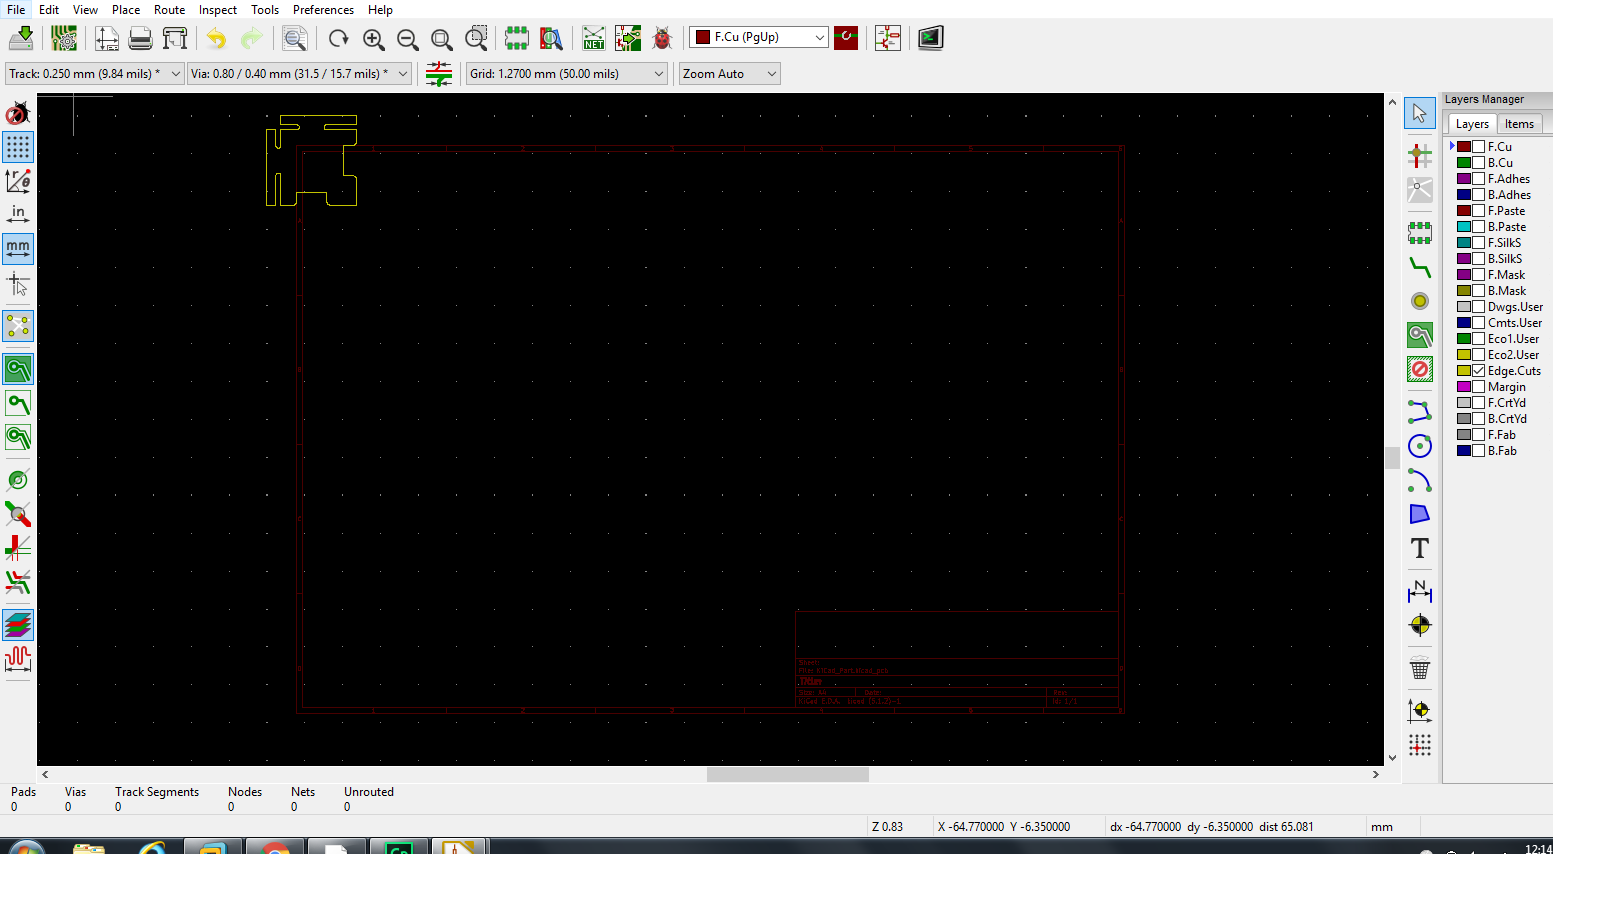 File Edit View Place Route Inspect Tools Preferences Help
F.Cu (PgUp)
Track: 0.250 mm (9.84 mils) * Via: 0.80 / 0.40 mm (31.5 / 15.7 mils) * Grid: 1.2700 mm (50.00 mils) Zoom Auto
NET
in
mm
T
N
Layers Manager
Layers Items
F.Cu
B.Cu
F.Adhes
B.Adhes
F.Paste
B.Paste
F.SilkS
B.SilkS
F.Mask
B.Mask
Dwgs.User
Cmts.User
Eco1.User
Eco2.User
Edge.Cuts
Margin
F.CrtYd
B.CrtYd
F.Fab
B.Fab
Title
Pads Vias Track Segments Nodes Nets Unrouted
0 0 0 0 0 0
Z 0.83 X -64.770000 Y -6.350000 dx -64.770000 dy -6.350000 dist 65.081 mm
12:14